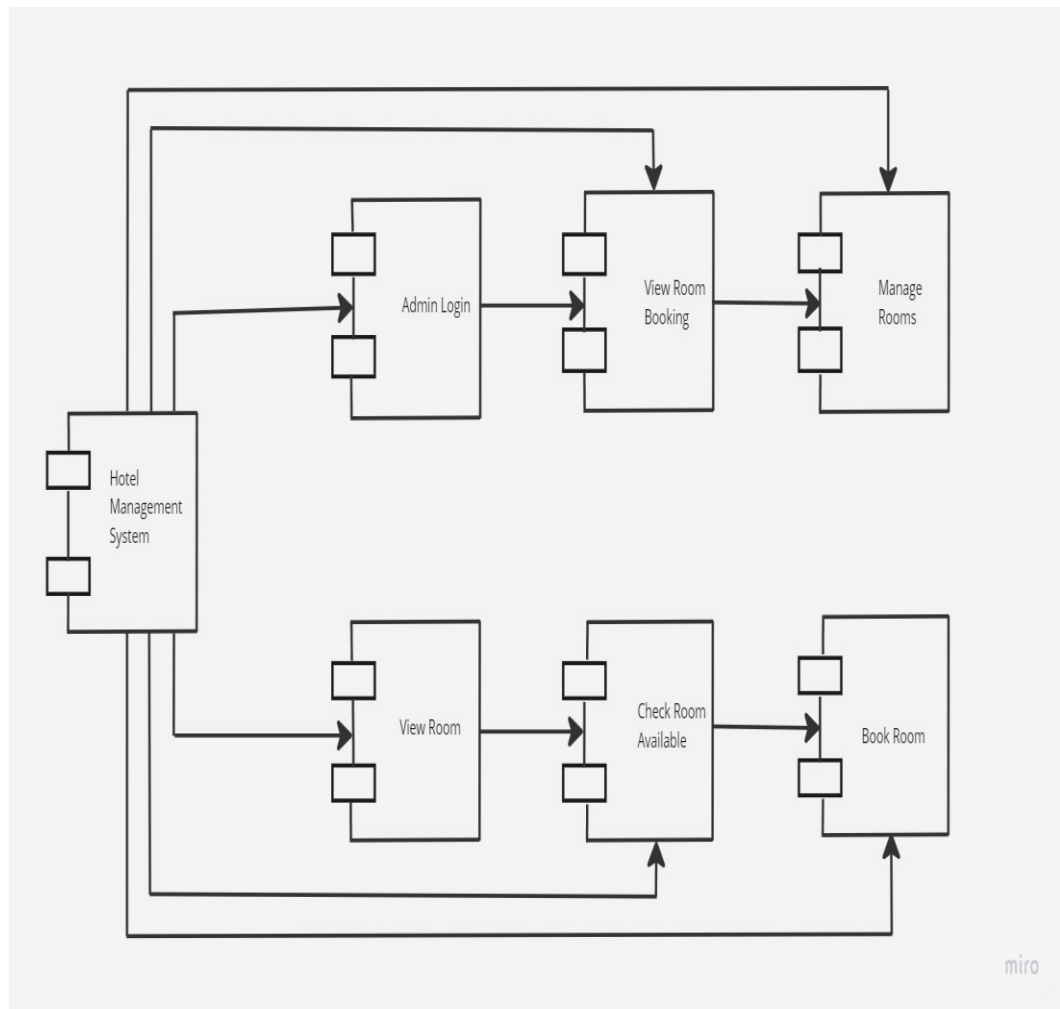 Admin Login
View Room
Booking
Manage
Rooms
Hotel
Management
System
View Room
Check Room
Available
Book Room
miro